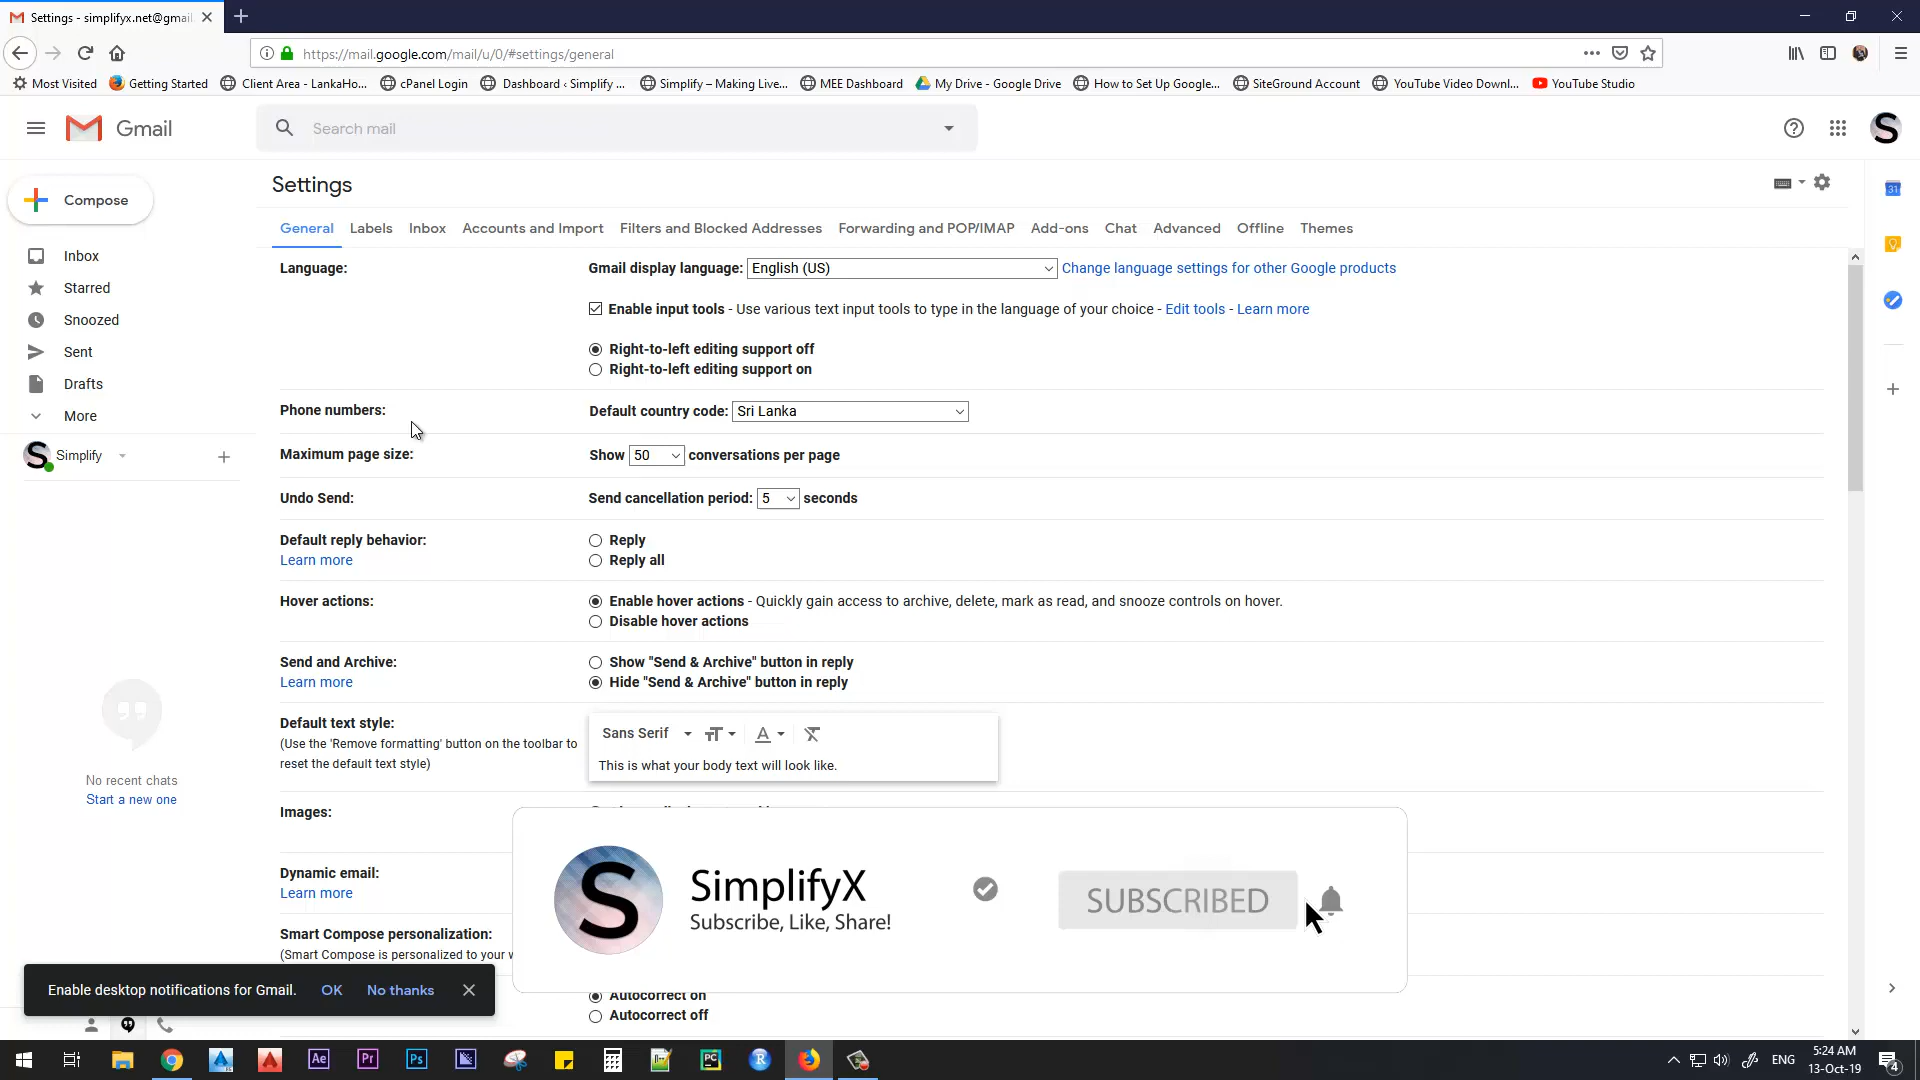 Settings - simplifyx.net@gmail
https://mail.google.com/mail/u/0/#settings/general
Most Visited Getting Started Client Area - LankaHo... cPanel Login Dashboard ‹ Simplify ... Simplify – Making Live... MEE Dashboard My Drive - Google Drive How to Set Up Google... SiteGround Account YouTube Video Downl... YouTube Studio
Gmail
Search mail
S
Settings
Compose
31
General Labels Inbox Accounts and Import Filters and Blocked Addresses Forwarding and POP/IMAP Add-ons Chat Advanced Offline Themes
Inbox
Starred
Snoozed
Sent
Drafts
More
S Simplify
No recent chats
Start a new one
Language:
Gmail display language: English (US) Change language settings for other Google products
Enable input tools - Use various text input tools to type in the language of your choice - Edit tools - Learn more
Right-to-left editing support off
Right-to-left editing support on
Phone numbers: Default country code: Sri Lanka
Maximum page size: Show 50 conversations per page
Undo Send: Send cancellation period: 5 seconds
Default reply behavior:
Learn more
Reply
Reply all
Hover actions:
Enable hover actions - Quickly gain access to archive, delete, mark as read, and snooze controls on hover.
Disable hover actions
Send and Archive:
Learn more
Show "Send & Archive" button in reply
Hide "Send & Archive" button in reply
Default text style:
(Use the 'Remove formatting' button on the toolbar to
reset the default text style)
Sans Serif
This is what your body text will look like.
Images:
Dynamic email:
Learn more
Smart Compose personalization:
(Smart Compose is personalized to your
Autocorrect on
Autocorrect off
S
SimplifyX
Subscribe, Like, Share!
SUBSCRIBED
Enable desktop notifications for Gmail. OK No thanks
Ae Pr Ps PC R
ENG
5:24 AM
13-Oct-19
4